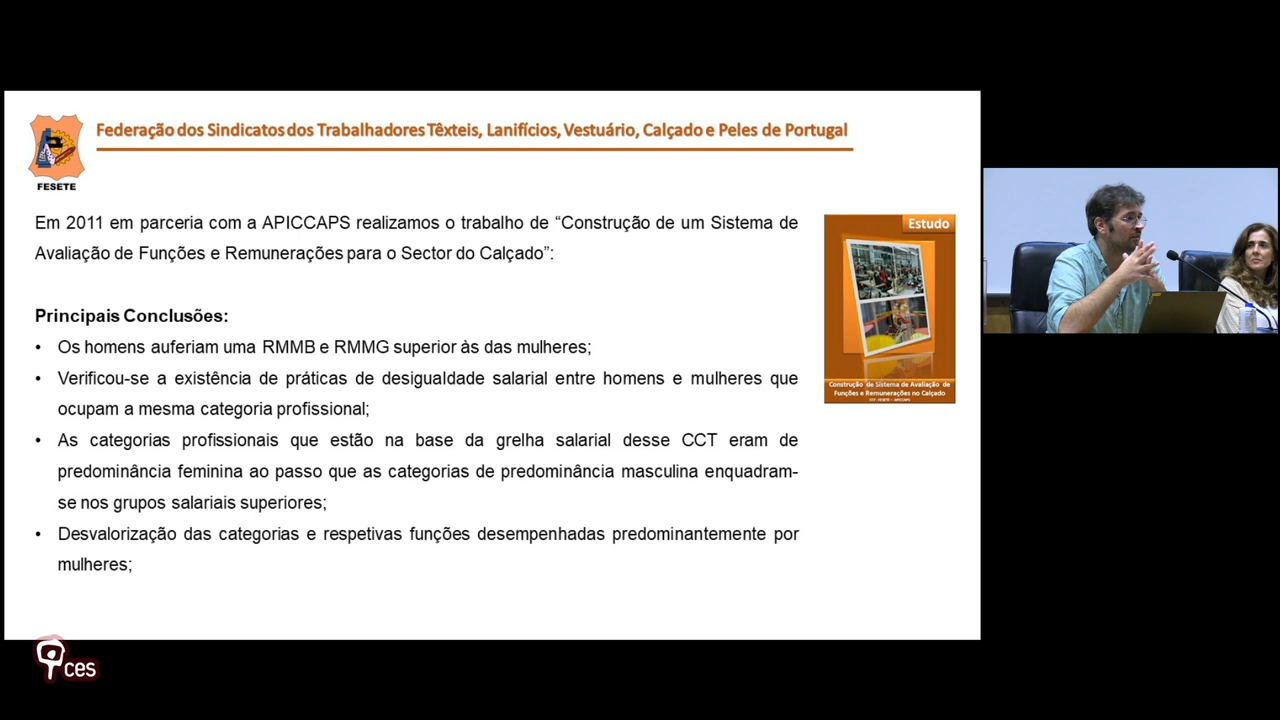 Federação dos Sindicatos dos Trabalhadores Têxteis, Lanifícios, Vestuário, Calçado e Peles de Portugal
FESETE
Em 2011 em parceria com a APICCAPS realizamos o trabalho de “Construção de um Sistema de
Avaliação de Funções e Remunerações para o Sector do Calçado”:
Principais Conclusões:
• Os homens auferiam uma RMMB e RMMG superior às das mulheres;
• Verificou-se a existência de práticas de desigualdade salarial entre homens e mulheres que
ocupam a mesma categoria profissional;
• As categorias profissionais que estão na base da grelha salarial desse CCT eram de
predominância feminina ao passo que as categorias de predominância masculina enquadram-
se nos grupos salariais superiores;
• Desvalorização das categorias e respetivas funções desempenhadas predominantemente por
mulheres;
Estudo
Construção de Sistema de Avaliação de
Funções e Remunerações no Calçado
FESETE - APICCAPS
ces